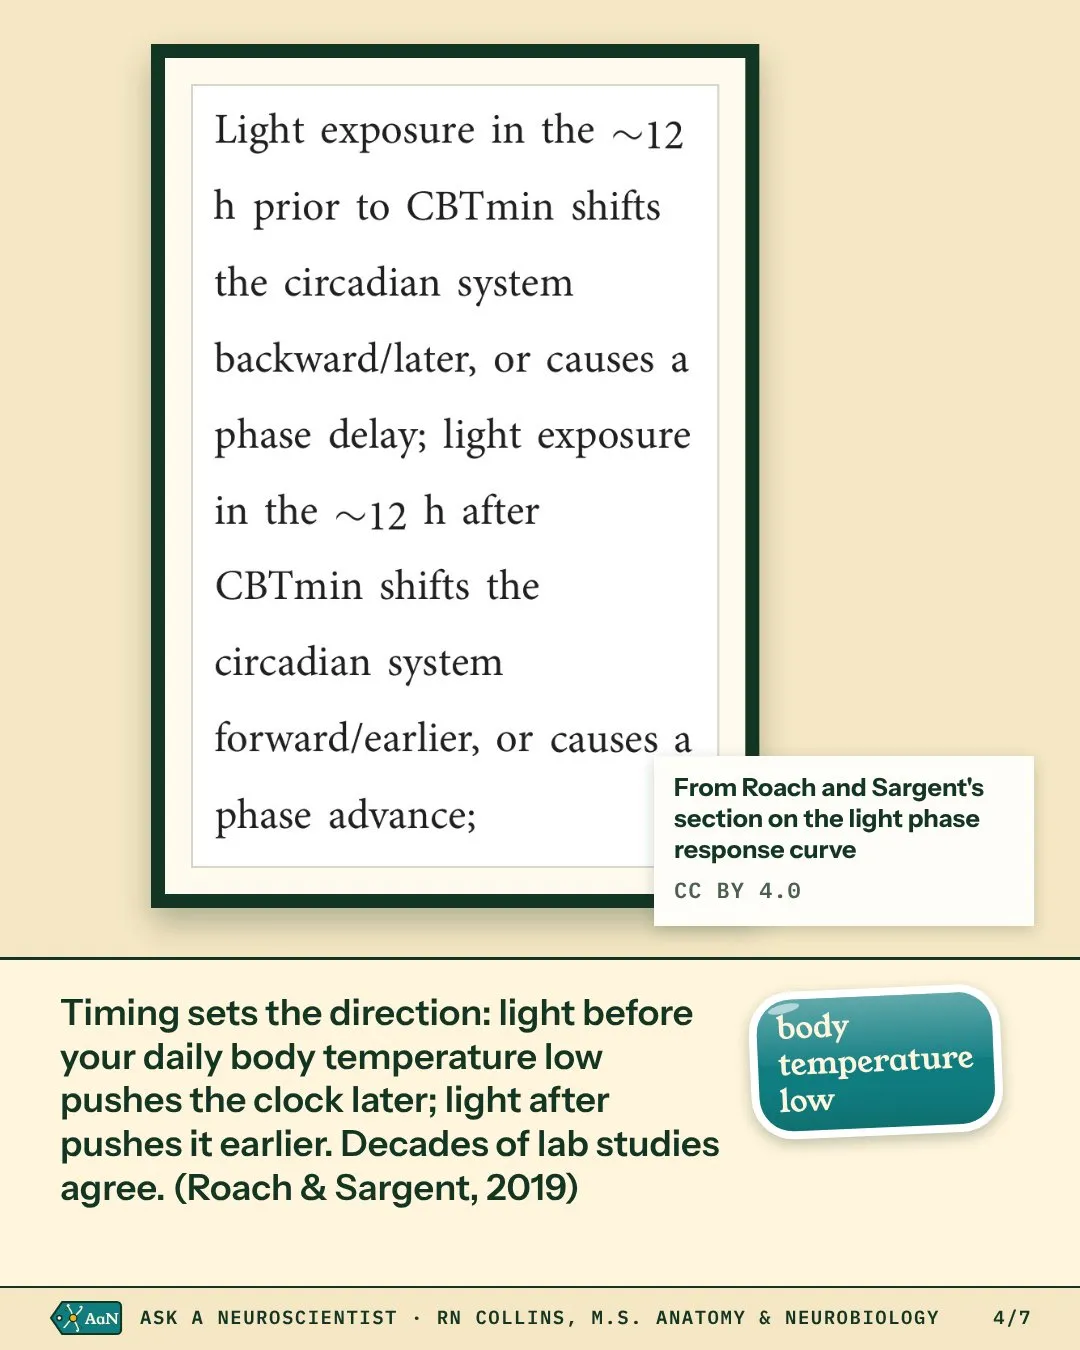 Light exposure in the ~12
h prior to CBTmin shifts
the circadian system
backward/later, or causes a
phase delay; light exposure
in the ~12 h after
CBTmin shifts the
circadian system
forward/earlier, or causes a
phase advance;
From Roach and Sargent's
section on the light phase
response curve
CC BY 4.0
Timing sets the direction: light before
your daily body temperature low
pushes the clock later; light after
pushes it earlier. Decades of lab studies
agree. (Roach & Sargent, 2019)
body
temperature
low
AaN
ASK A NEUROSCIENTIST · RN COLLINS, M.S. ANATOMY & NEUROBIOLOGY
4/7